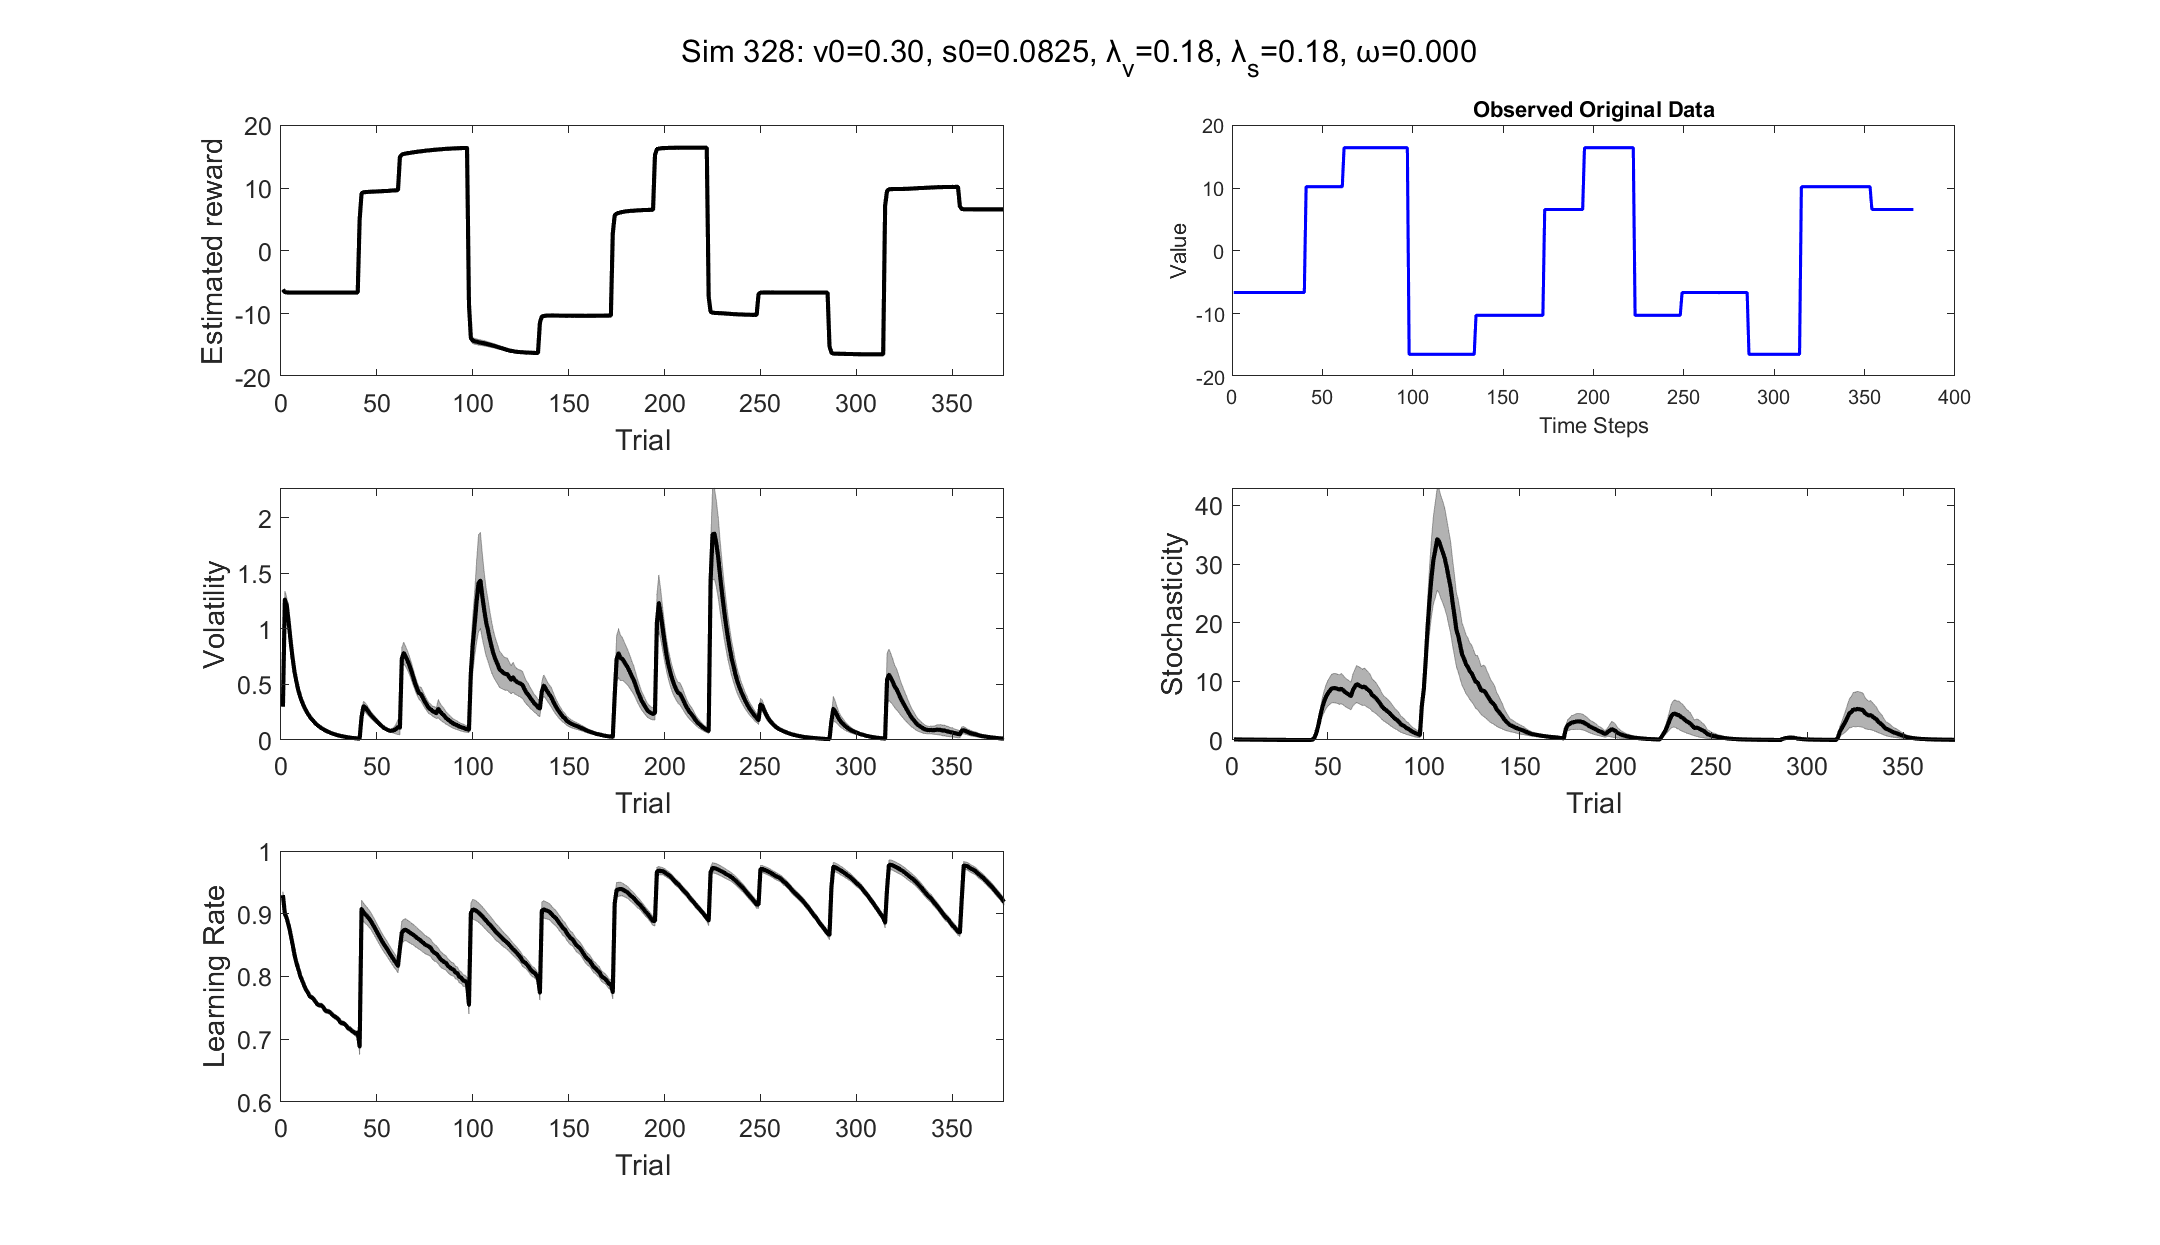 Sim 328: v0=0.30, s0=0.0825, λv=0.18, λs=0.18, ω=0.000
20
10
0
-10
-20
Estimated reward
0 50 100 150 200 250 300 350
Trial
Observed Original Data
20
10
0
-10
-20
Value
0 50 100 150 200 250 300 350 400
Time Steps
2
1.5
1
0.5
0
Volatility
0 50 100 150 200 250 300 350
Trial
40
30
20
10
0
Stochasticity
0 50 100 150 200 250 300 350
Trial
1
0.9
0.8
0.7
0.6
Learning Rate
0 50 100 150 200 250 300 350
Trial